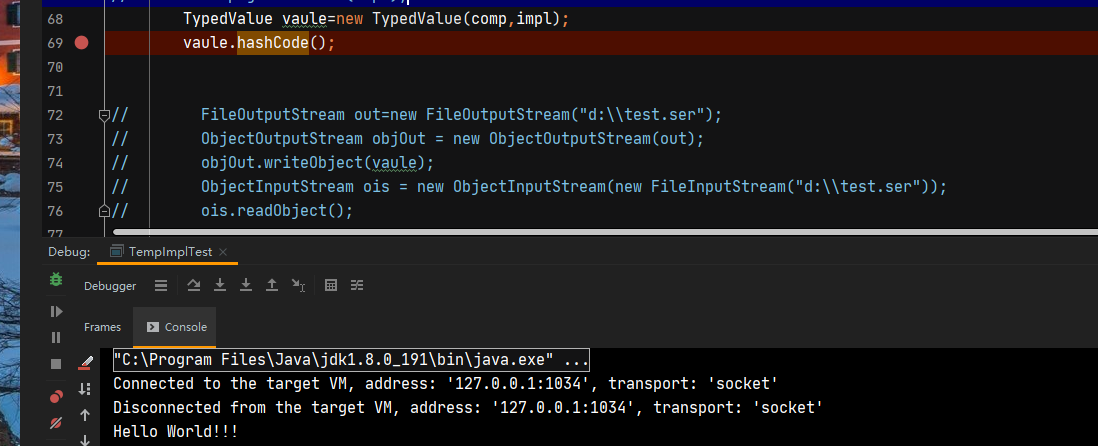 68 TypedValue vaule=new TypedValue(comp,impl);
69 vaule.hashCode();
70
71
72 // FileOutputStream out=new FileOutputStream("d:\\test.ser");
73 // ObjectOutputStream objOut = new ObjectOutputStream(out);
74 // objOut.writeObject(vaule);
75 // ObjectInputStream ois = new ObjectInputStream(new FileInputStream("d:\\test.ser"));
76 // ois.readObject();
77
Debug: TempImplTest
Debugger
Frames Console
"C:\Program Files\Java\jdk1.8.0_191\bin\java.exe" ...
Connected to the target VM, address: '127.0.0.1:1034', transport: 'socket'
Disconnected from the target VM, address: '127.0.0.1:1034', transport: 'socket'
Hello World!!!